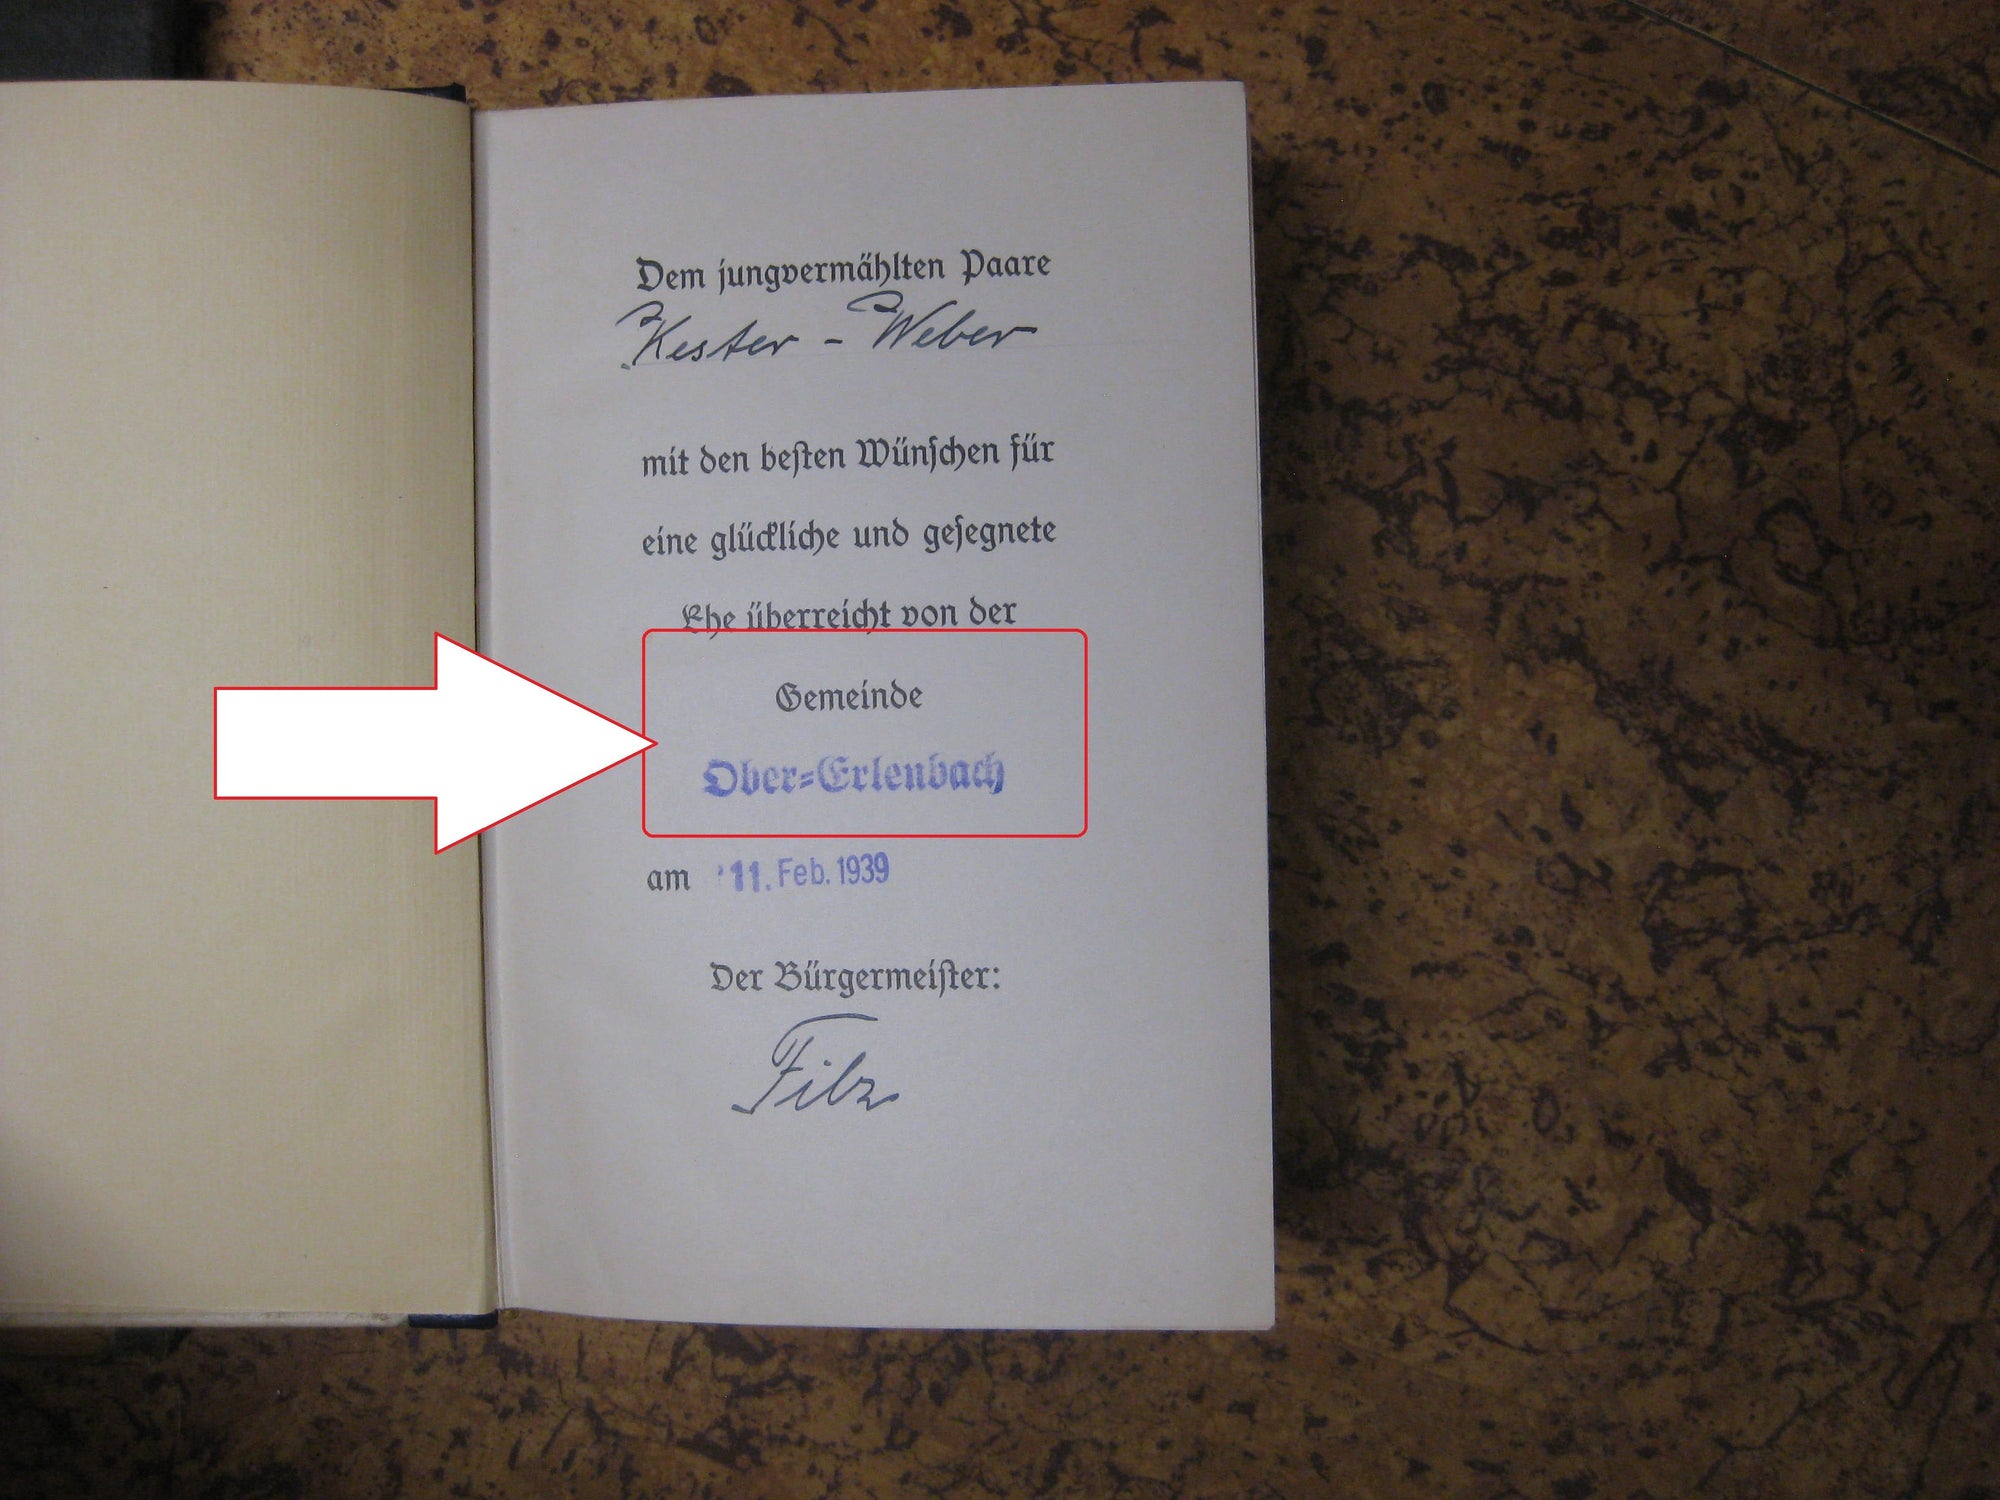 Dem jungvermählten Paare
Kester - Weber
mit den beſten Wünſchen für
eine glückliche und geſegnete
Ehe überreicht von der
Gemeinde
Ober=Erlenbach
am 11. Feb. 1939
Der Bürgermeiſter:
Filz